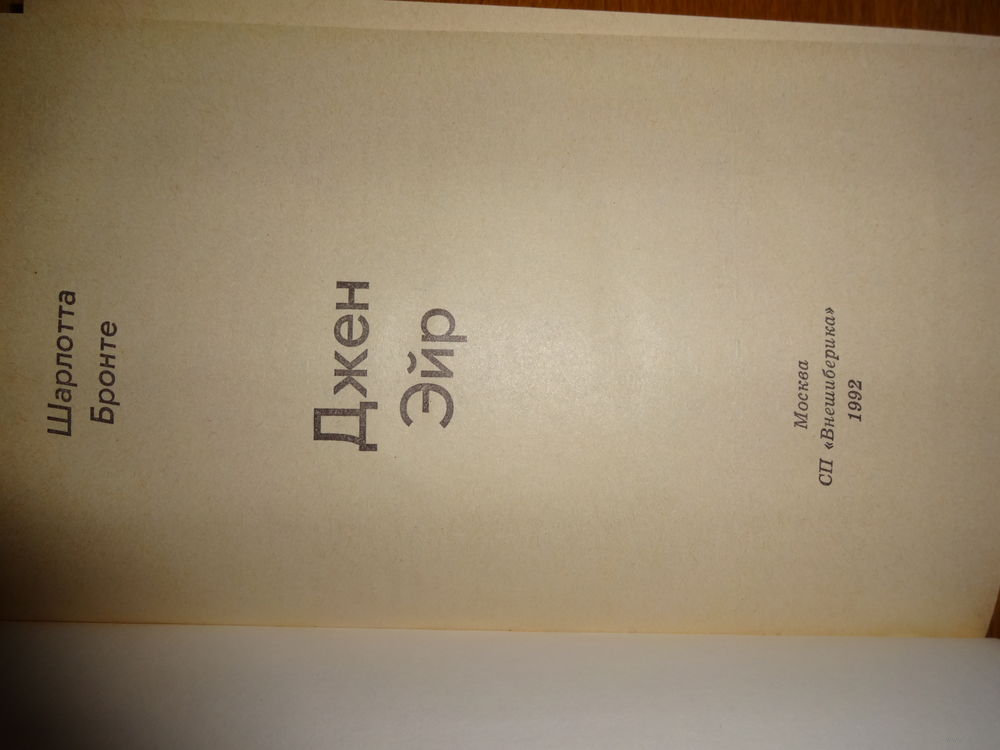 Шарлотта
Бронте
Джен
Эйр
Москва
СП «Внешиберика»
1992